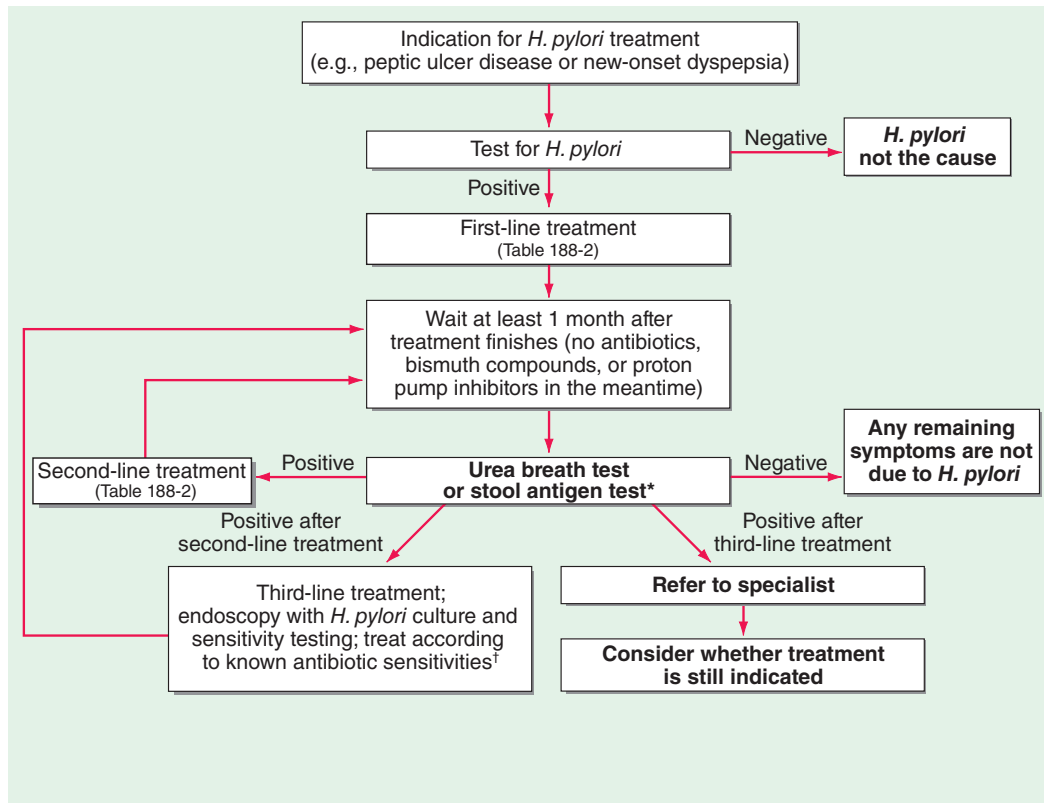 Indication for H. pylori treatment
(e.g., peptic ulcer disease or new-onset dyspepsia)
Test for H. pylori
Negative
H. pylori
not the cause
Positive
First-line treatment
(Table 188-2)
Wait at least 1 month after
treatment finishes (no antibiotics,
bismuth compounds, or proton
pump inhibitors in the meantime)
Second-line treatment
(Table 188-2)
Positive
Urea breath test
or stool antigen test*
Negative
Any remaining
symptoms are not
due to H. pylori
Positive after
second-line treatment
Positive after
third-line treatment
Third-line treatment;
endoscopy with H. pylori culture and
sensitivity testing; treat according
to known antibiotic sensitivities†
Refer to specialist
Consider whether treatment
is still indicated